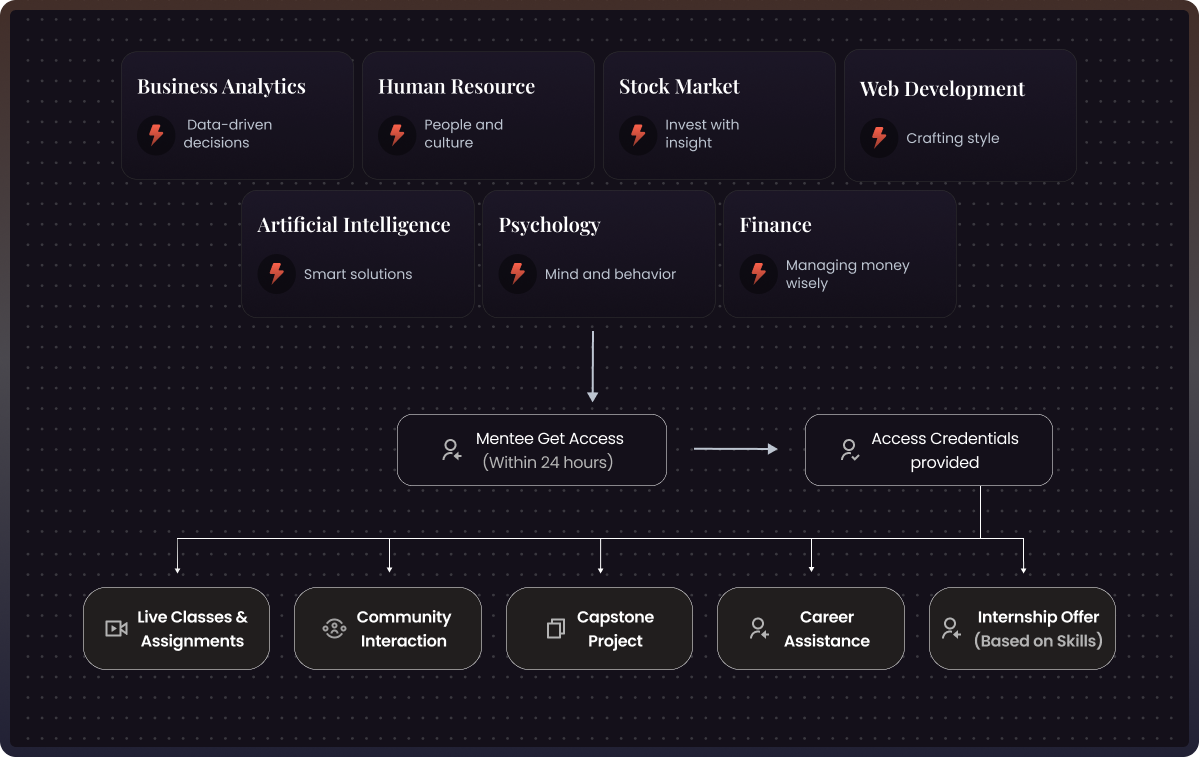 Business Analytics
Data-driven
decisions
Human Resource
People and
culture
Stock Market
Invest with
insight
Web Development
Crafting style
Artificial Intelligence
Smart solutions
Psychology
Mind and behavior
Finance
Managing money
wisely
Mentee Get Access
(Within 24 hours)
Access Credentials
provided
Live Classes &
Assignments
Community
Interaction
Capstone
Project
Career
Assistance
Internship Offer
(Based on Skills)